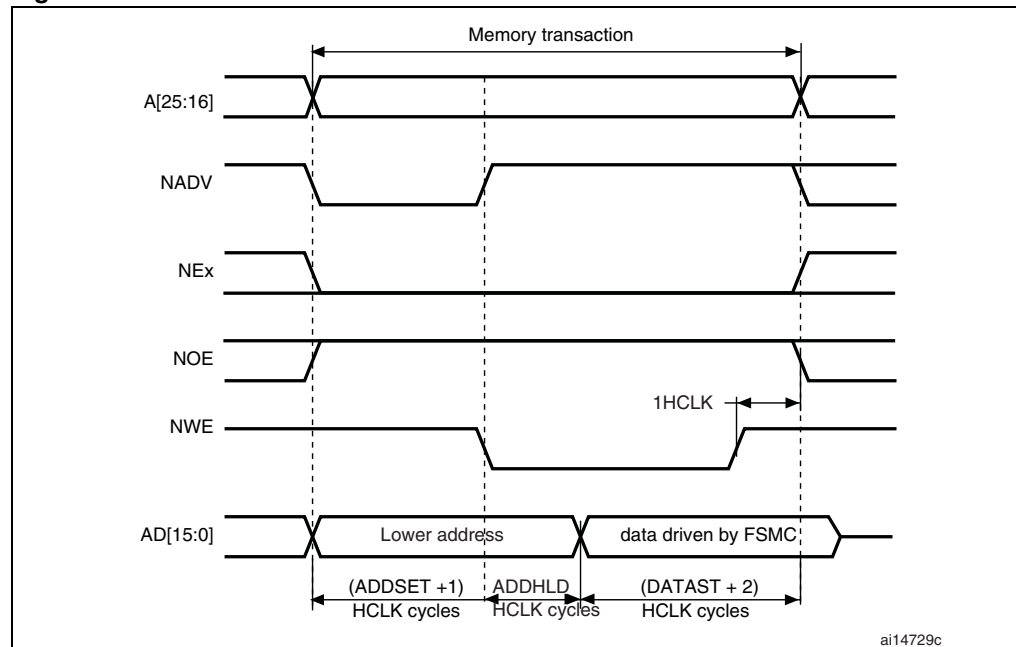 Memory transaction
A[25:16]
NADV
NEx
NOE
1HCLK
NWE
AD[15:0]
Lower address
data driven by FSMC
(ADDSET +1)
HCLK cycles
ADDHLD
HCLK cycles
(DATAST + 2)
HCLK cycles
ai14729c